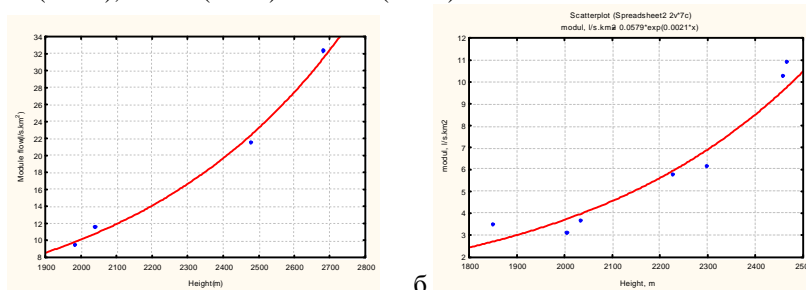 34
32
30
28
26
24
22
20
18
16
14
12
10
8
Module flow(l/s.km²)
1900 2000 2100 2200 2300 2400 2500 2600 2700 2800
Height(m)
б
Scatterplot (Spreadsheet2 2v*7c)
0.0579*exp(0.0021*x)
12
11
10
9
8
7
6
5
4
3
2
modul, l/s.km2
1800 1900 2000 2100 2200 2300 2400
Height, m